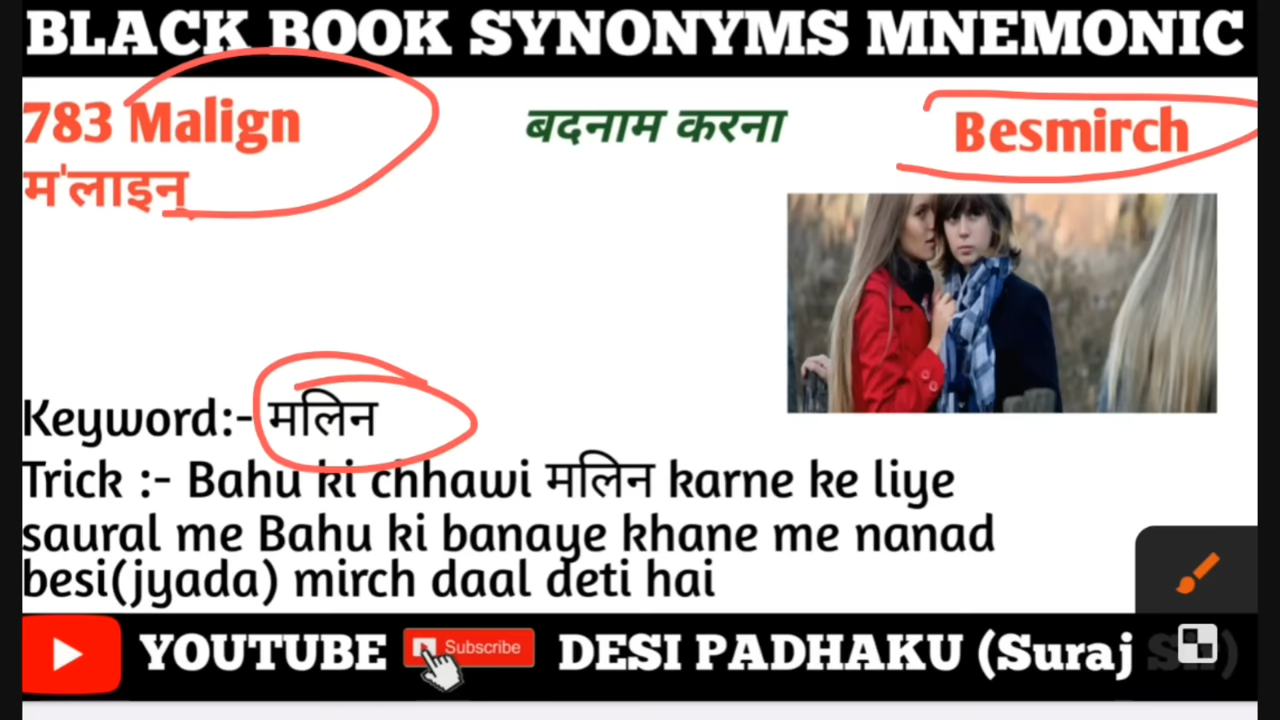 BLACK BOOK SYNONYMS MNEMONIC
783 Malign बदनाम करना Besmirch
म'लाइन्
Keyword:- मलिन
Trick :- Bahu ki chhawi मलिन karne ke liye
saural me Bahu ki banaye khane me nanad
besi(jyada) mirch daal deti hai
YOUTUBE Subscribe DESI PADHAKU (Suraj